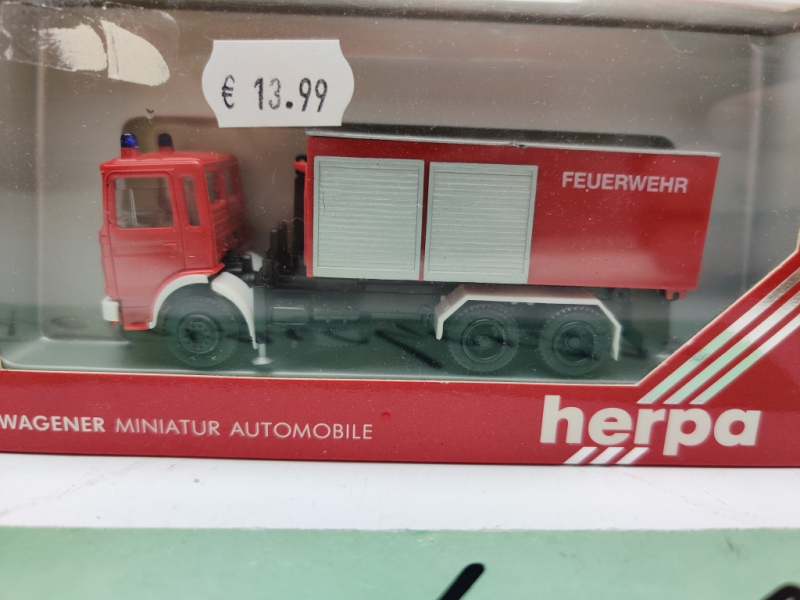 € 13.99
FEUERWEHR
WAGENER MINIATUR AUTOMOBILE
herpa